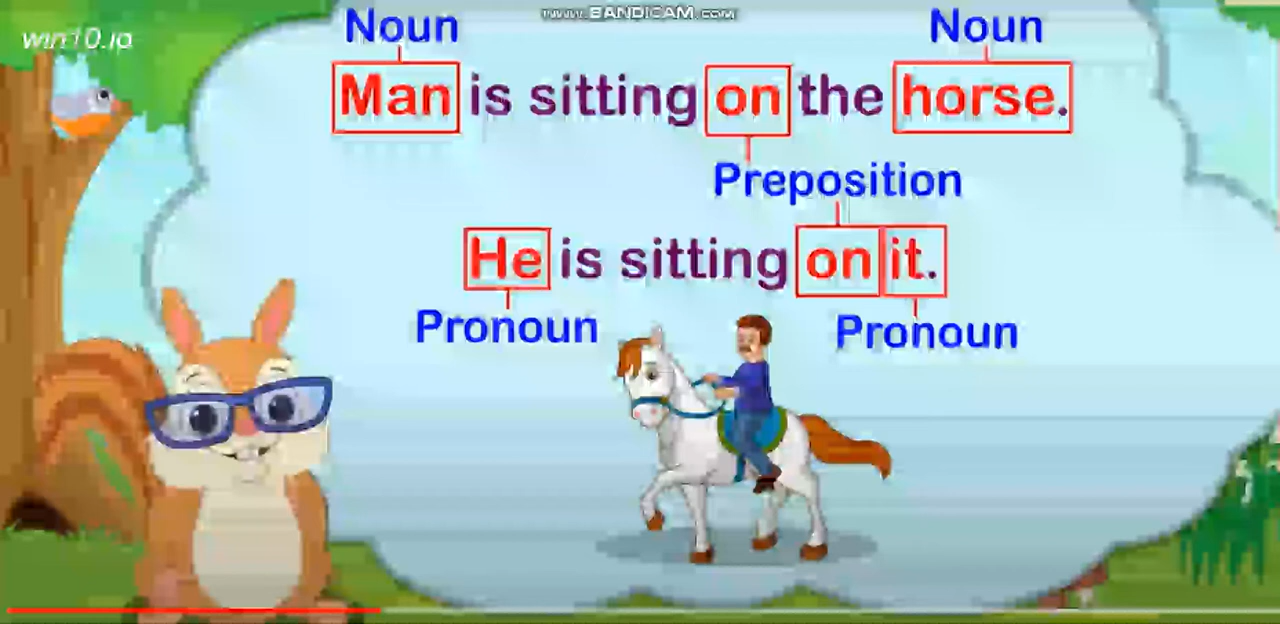 www.BANDICAM.com
win10.ip
Noun Noun
Man is sitting on the horse.
Preposition
He is sitting on it.
Pronoun Pronoun